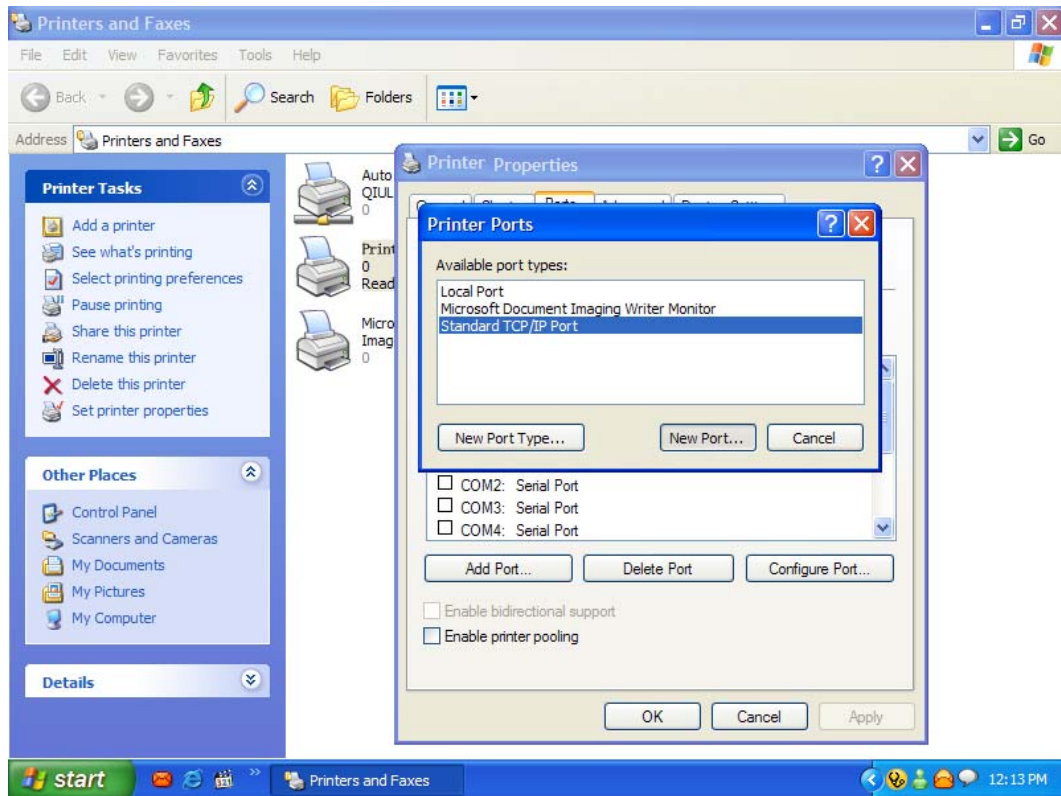 Printers and Faxes
File Edit View Favorites Tools Help
Back Search Folders
Address Printers and Faxes Go
Printer Tasks
Add a printer
See what's printing
Select printing preferences
Pause printing
Share this printer
Rename this printer
Delete this printer
Set printer properties
Other Places
Control Panel
Scanners and Cameras
My Documents
My Pictures
My Computer
Details
Auto
QIUL
0
Print
0
Read
Micro
Imag
0
Printer Properties
Ports
Printer Ports
Available port types:
Local Port
Microsoft Document Imaging Writer Monitor
Standard TCP/IP Port
New Port Type... New Port... Cancel
COM2: Serial Port
COM3: Serial Port
COM4: Serial Port
Add Port... Delete Port Configure Port...
Enable bidirectional support
Enable printer pooling
OK Cancel Apply
start Printers and Faxes 12:13 PM